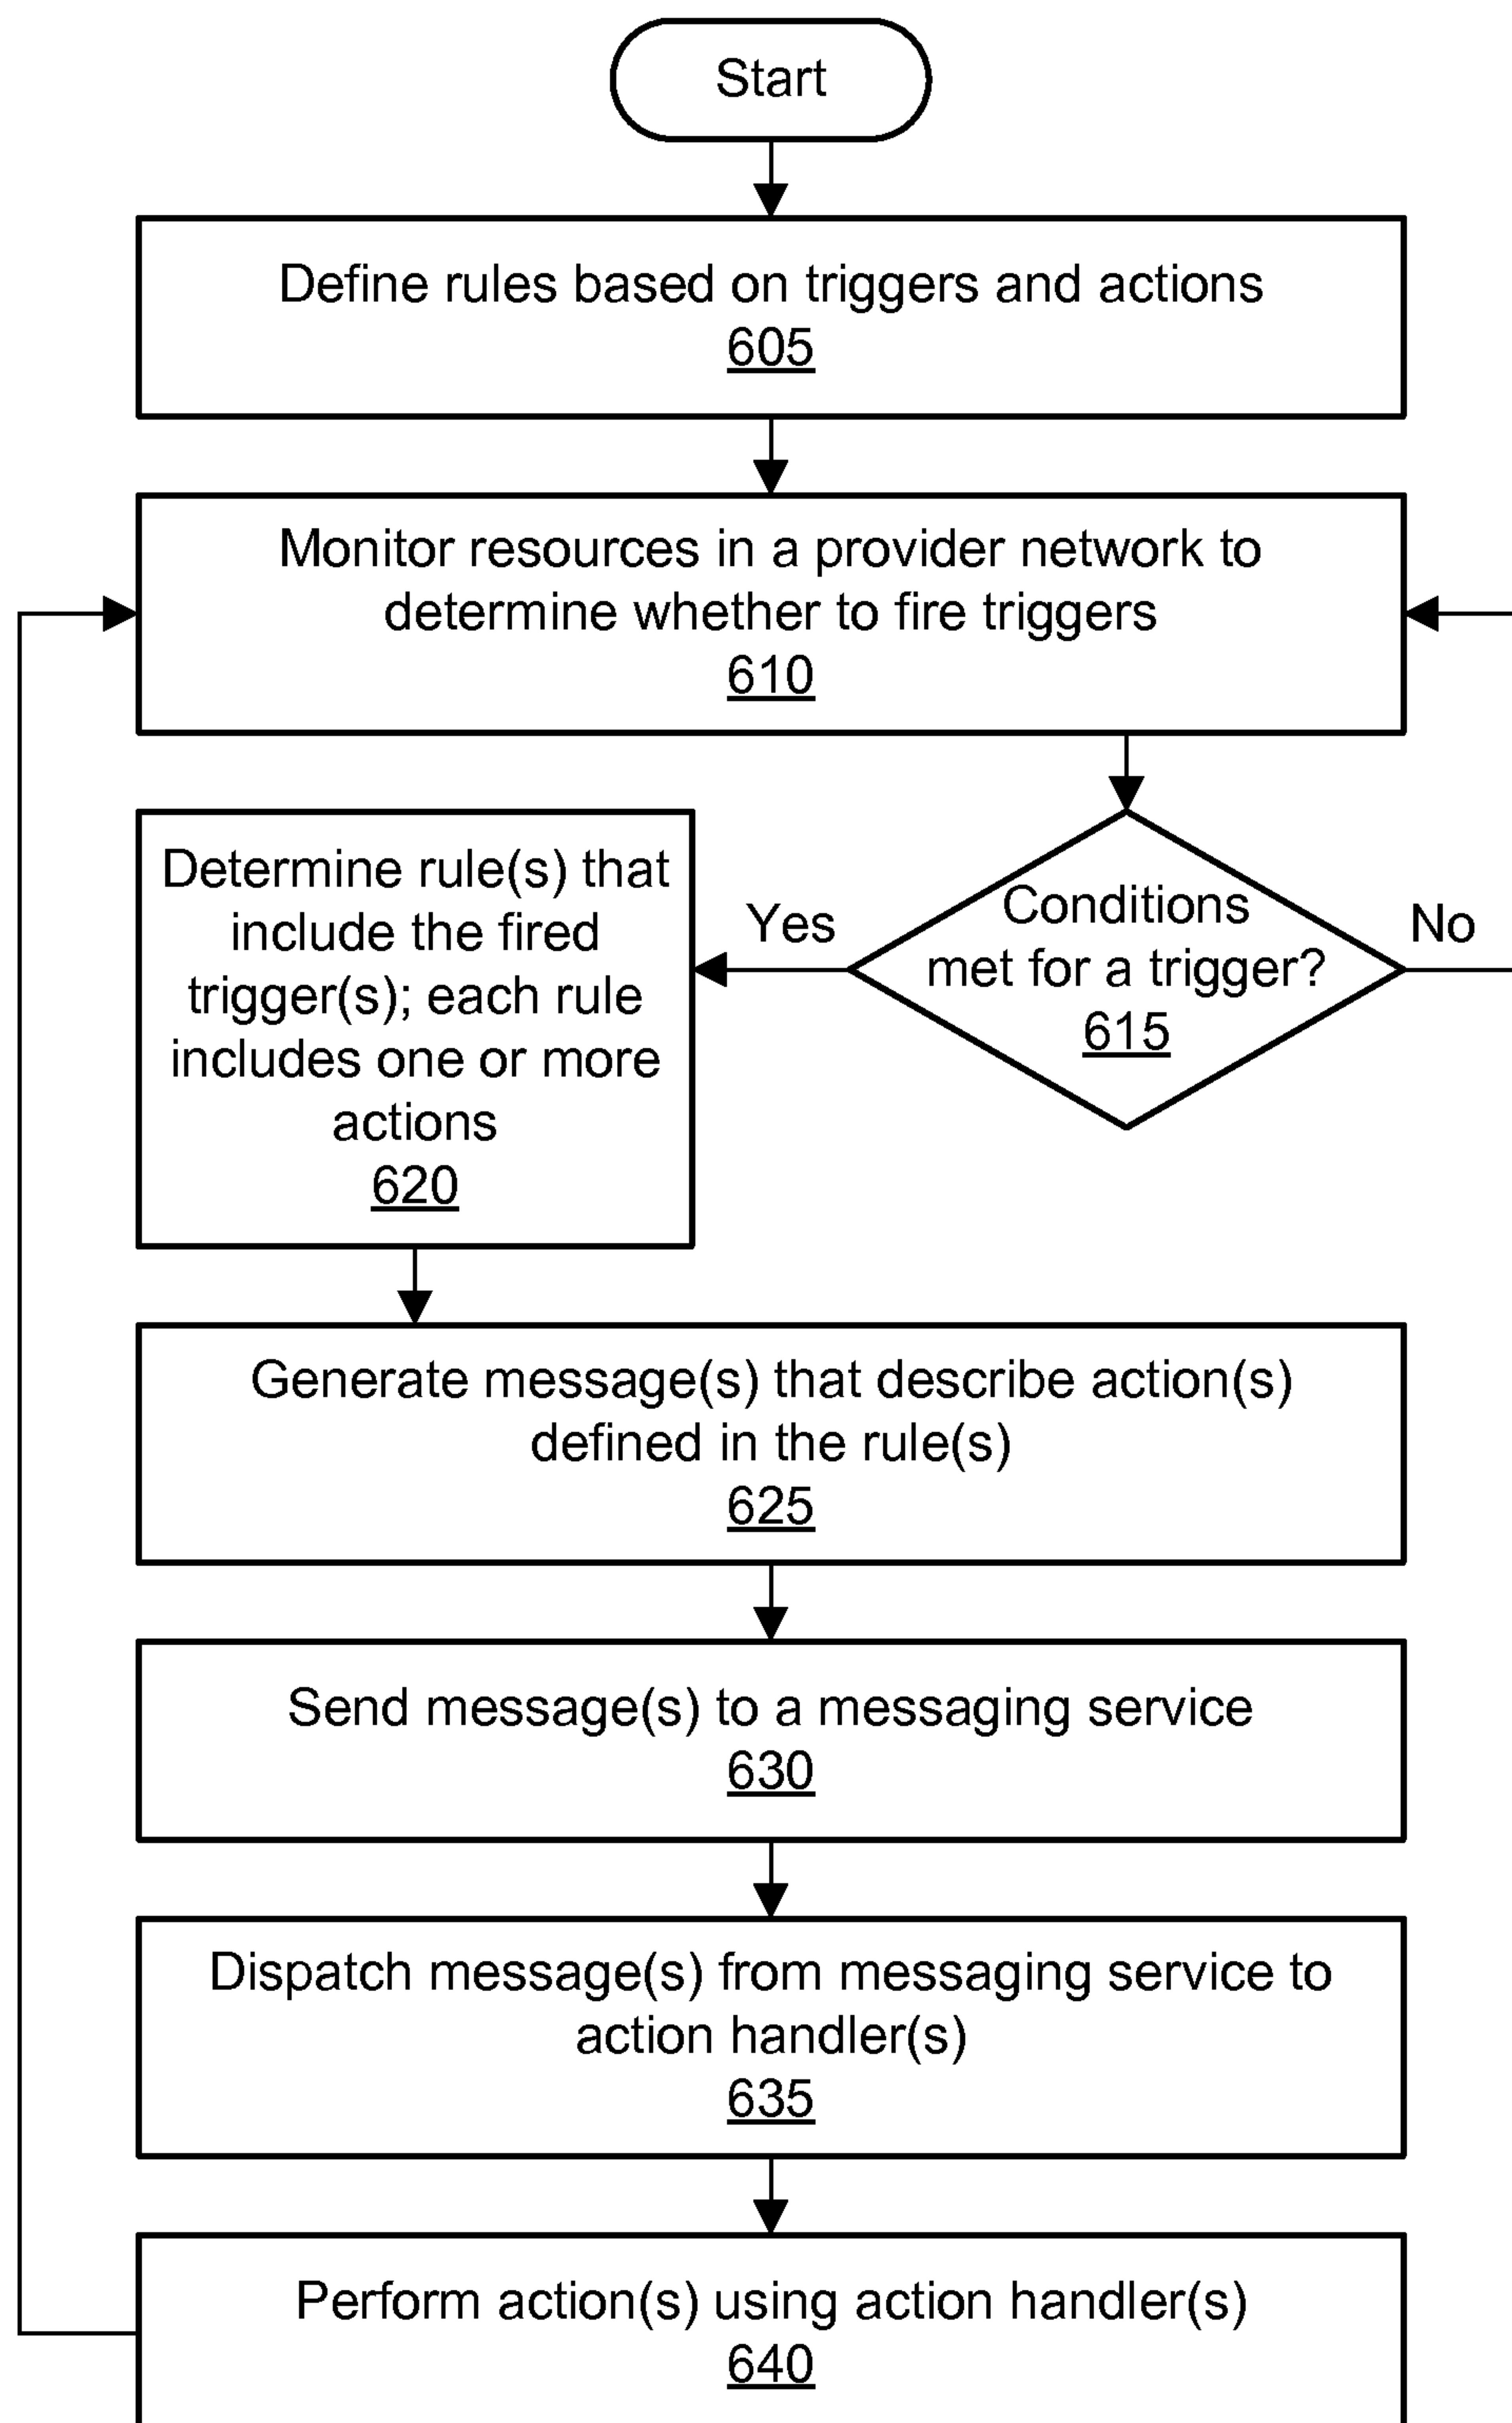 Start
Define rules based on triggers and actions
605
Monitor resources in a provider network to
determine whether to fire triggers
610
Conditions
met for a trigger?
615
Yes
No
Determine rule(s) that
include the fired
trigger(s); each rule
includes one or more
actions
620
Generate message(s) that describe action(s)
defined in the rule(s)
625
Send message(s) to a messaging service
630
Dispatch message(s) from messaging service to
action handler(s)
635
Perform action(s) using action handler(s)
640